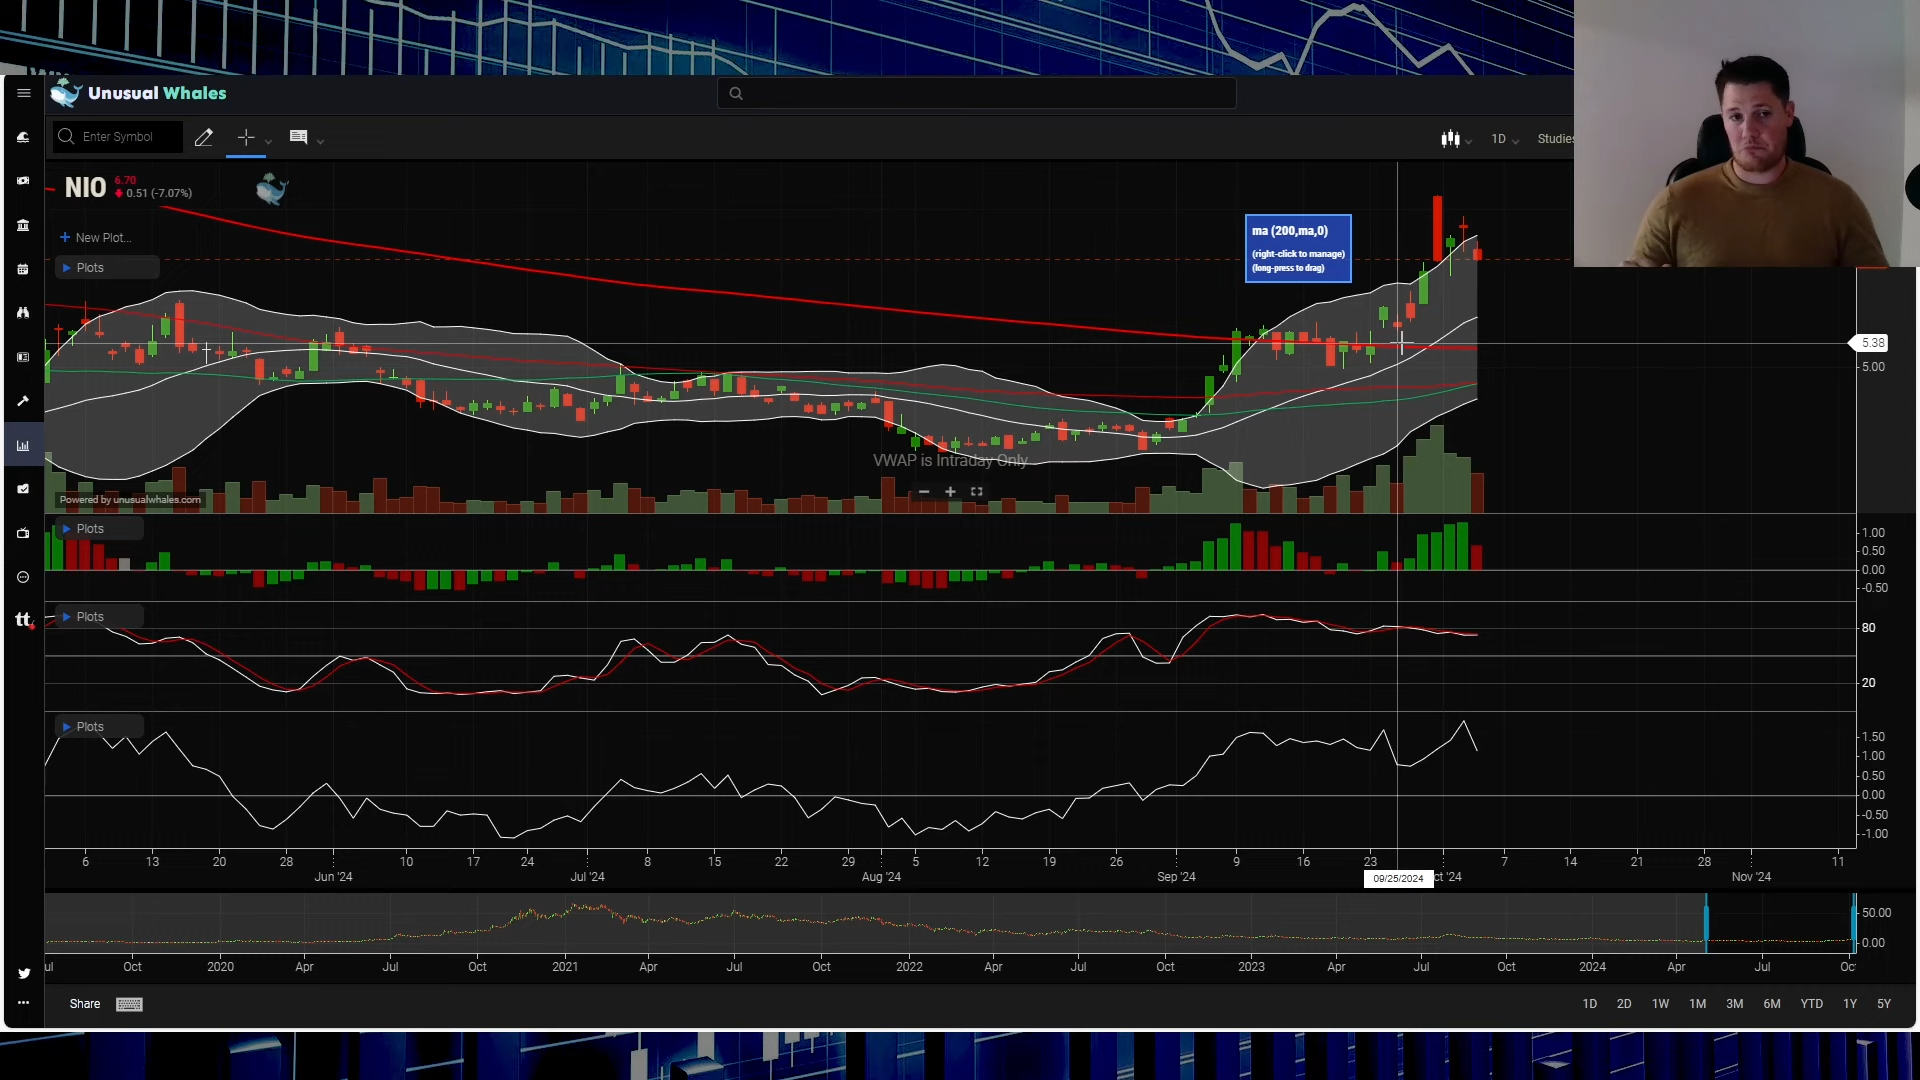 Unusual Whales
Enter Symbol
1D
Studies
NIO
6.70
0.51 (-7.07%)
New Plot...
Plots
ma (200,ma,0)
(right-click to manage)
(long-press to drag)
5.38
5.00
VWAP is Intraday Only
Powered by unusualwhales.com
Plots
1.00
0.50
0.00
-0.50
Plots
80
20
tt
Plots
1.50
1.00
0.50
0.00
-0.50
-1.00
6 13 20 28 10 17 24 8 15 22 29 5 12 19 26 9 16 23 7 14 21 28 11
Jun '24 Jul '24 Aug '24 Sep '24 09/25/2024 ct '24 Nov '24
50.00
0.00
ul Oct 2020 Apr Jul Oct 2021 Apr Jul Oct 2022 Apr Jul Oct 2023 Apr Jul Oct 2024 Apr Jul Oc
Share
1D 2D 1W 1M 3M 6M YTD 1Y 5Y